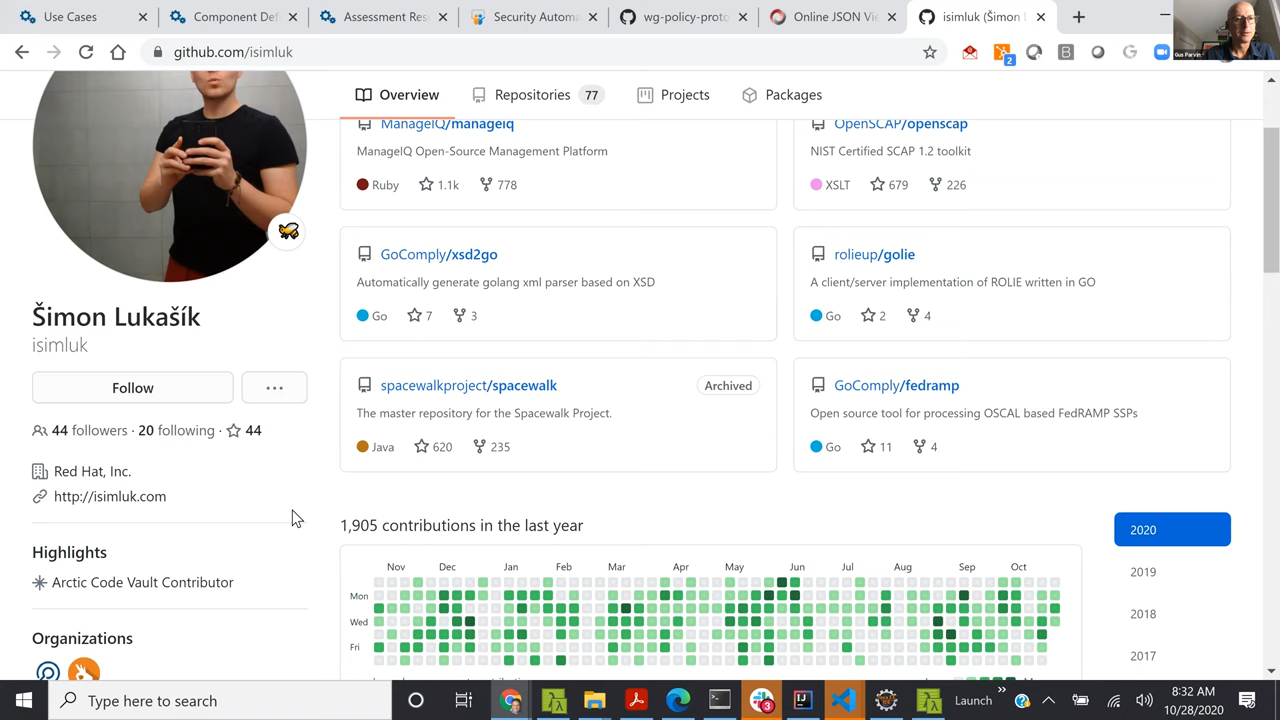 Use Cases
Component Def
Assessment Res
Security Automa
wg-policy-proto
Online JSON Vie
isimluk (Šimon L
github.com/isimluk
2
B
G
Gus Parvin
Overview
Repositories 77
Projects
Packages
ManageIQ/manageiq
ManageIQ Open-Source Management Platform
Ruby 1.1k 778
OpenSCAP/openscap
NIST Certified SCAP 1.2 toolkit
XSLT 679 226
GoComply/xsd2go
Automatically generate golang xml parser based on XSD
Go 7 3
rolieup/golie
A client/server implementation of ROLIE written in GO
Go 2 4
spacewalkproject/spacewalk Archived
The master repository for the Spacewalk Project.
Java 620 235
GoComply/fedramp
Open source tool for processing OSCAL based FedRAMP SSPs
Go 11 4
Šimon Lukašík
isimluk
Follow
44 followers · 20 following · 44
Red Hat, Inc.
http://isimluk.com
Highlights
Arctic Code Vault Contributor
Organizations
1,905 contributions in the last year
Nov Dec Jan Feb Mar Apr May Jun Jul Aug Sep Oct
Mon
Wed
Fri
2020
2019
2018
2017
Type here to search
3
Launch
8:32 AM
10/28/2020